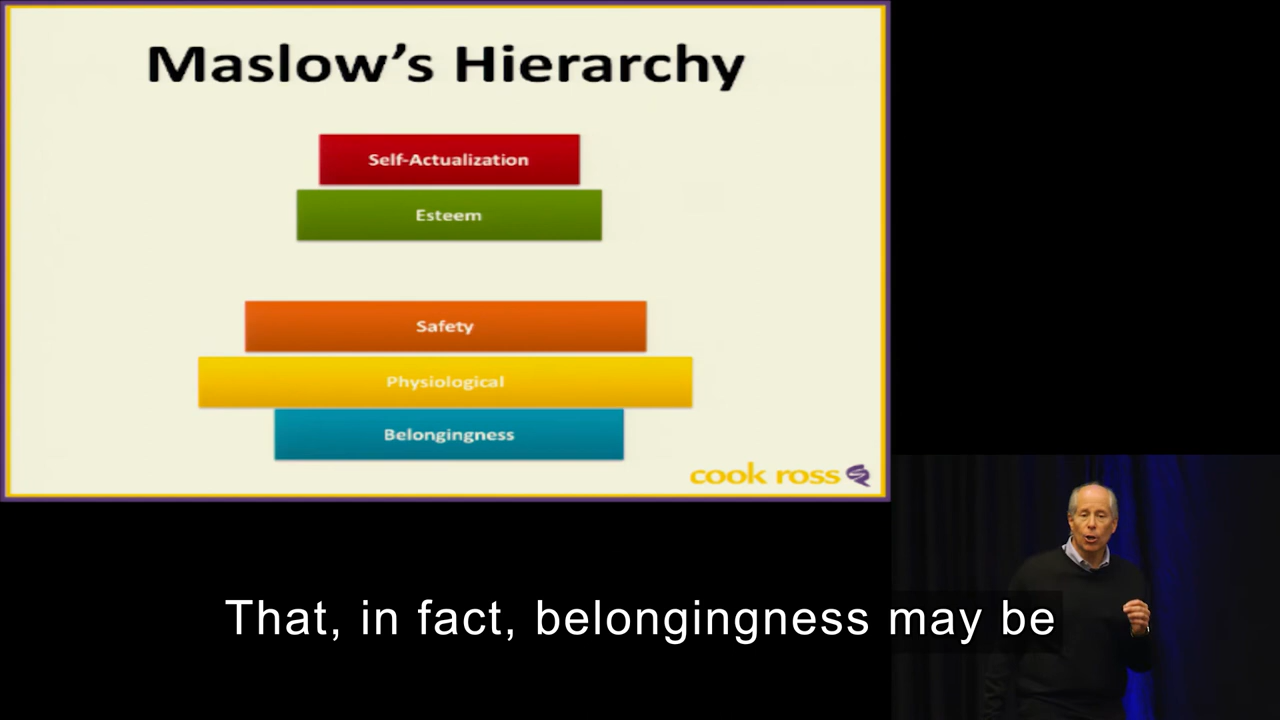 Maslow’s Hierarchy
Self-Actualization
Esteem
Safety
Physiological
Belongingness
cook ross
That, in fact, belongingness may be